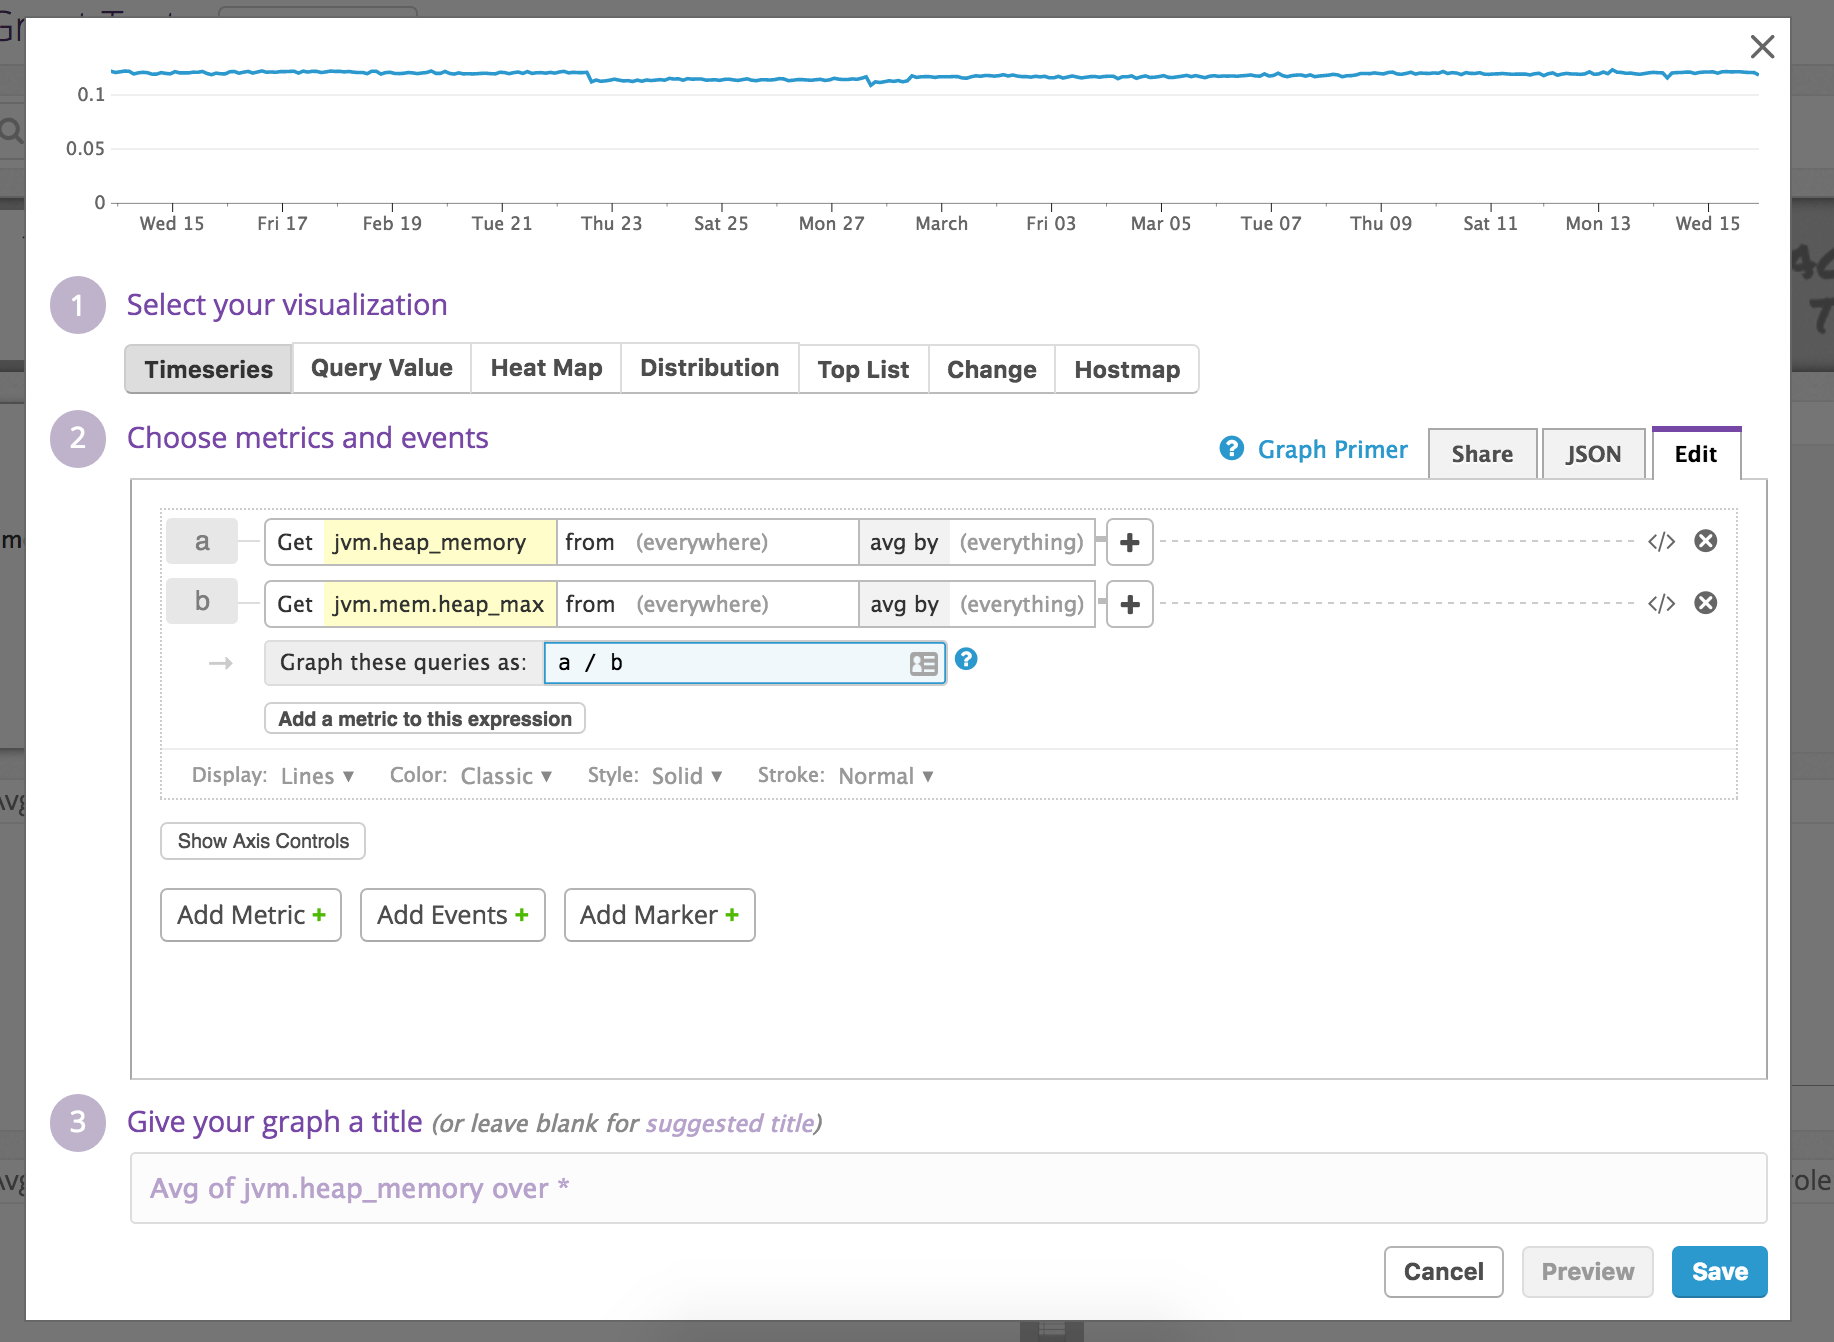 0.1
0.05
0
Wed 15 Fri 17 Feb 19 Tue 21 Thu 23 Sat 25 Mon 27 March Fri 03 Mar 05 Tue 07 Thu 09 Sat 11 Mon 13 Wed 15
1 Select your visualization
Timeseries Query Value Heat Map Distribution Top List Change Hostmap
2 Choose metrics and events
? Graph Primer Share JSON Edit
a Get jvm.heap_memory from (everywhere) avg by (everything) + </>
b Get jvm.mem.heap_max from (everywhere) avg by (everything) + </>
→ Graph these queries as: a / b ?
Add a metric to this expression
Display: Lines ▼ Color: Classic ▼ Style: Solid ▼ Stroke: Normal ▼
Show Axis Controls
Add Metric + Add Events + Add Marker +
3 Give your graph a title (or leave blank for suggested title)
Avg of jvm.heap_memory over *
Cancel Preview Save